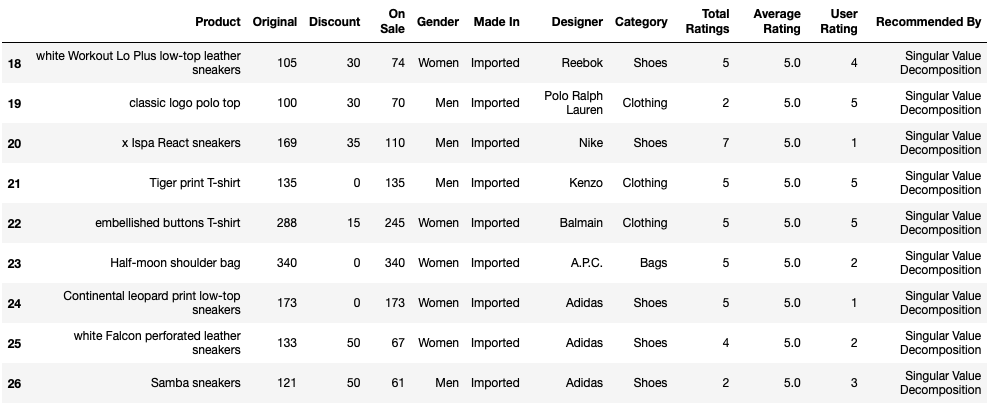 Product Original Discount On Sale Gender Made In Designer Category Total Ratings Average Rating User Rating Recommended By
18 white Workout Lo Plus low-top leather sneakers 105 30 74 Women Imported Reebok Shoes 5 5.0 4 Singular Value Decomposition
19 classic logo polo top 100 30 70 Men Imported Polo Ralph Lauren Clothing 2 5.0 5 Singular Value Decomposition
20 x Ispa React sneakers 169 35 110 Men Imported Nike Shoes 7 5.0 1 Singular Value Decomposition
21 Tiger print T-shirt 135 0 135 Men Imported Kenzo Clothing 5 5.0 5 Singular Value Decomposition
22 embellished buttons T-shirt 288 15 245 Women Imported Balmain Clothing 5 5.0 5 Singular Value Decomposition
23 Half-moon shoulder bag 340 0 340 Women Imported A.P.C. Bags 5 5.0 2 Singular Value Decomposition
24 Continental leopard print low-top sneakers 173 0 173 Women Imported Adidas Shoes 5 5.0 1 Singular Value Decomposition
25 white Falcon perforated leather sneakers 133 50 67 Women Imported Adidas Shoes 4 5.0 2 Singular Value Decomposition
26 Samba sneakers 121 50 61 Men Imported Adidas Shoes 2 5.0 3 Singular Value Decomposition